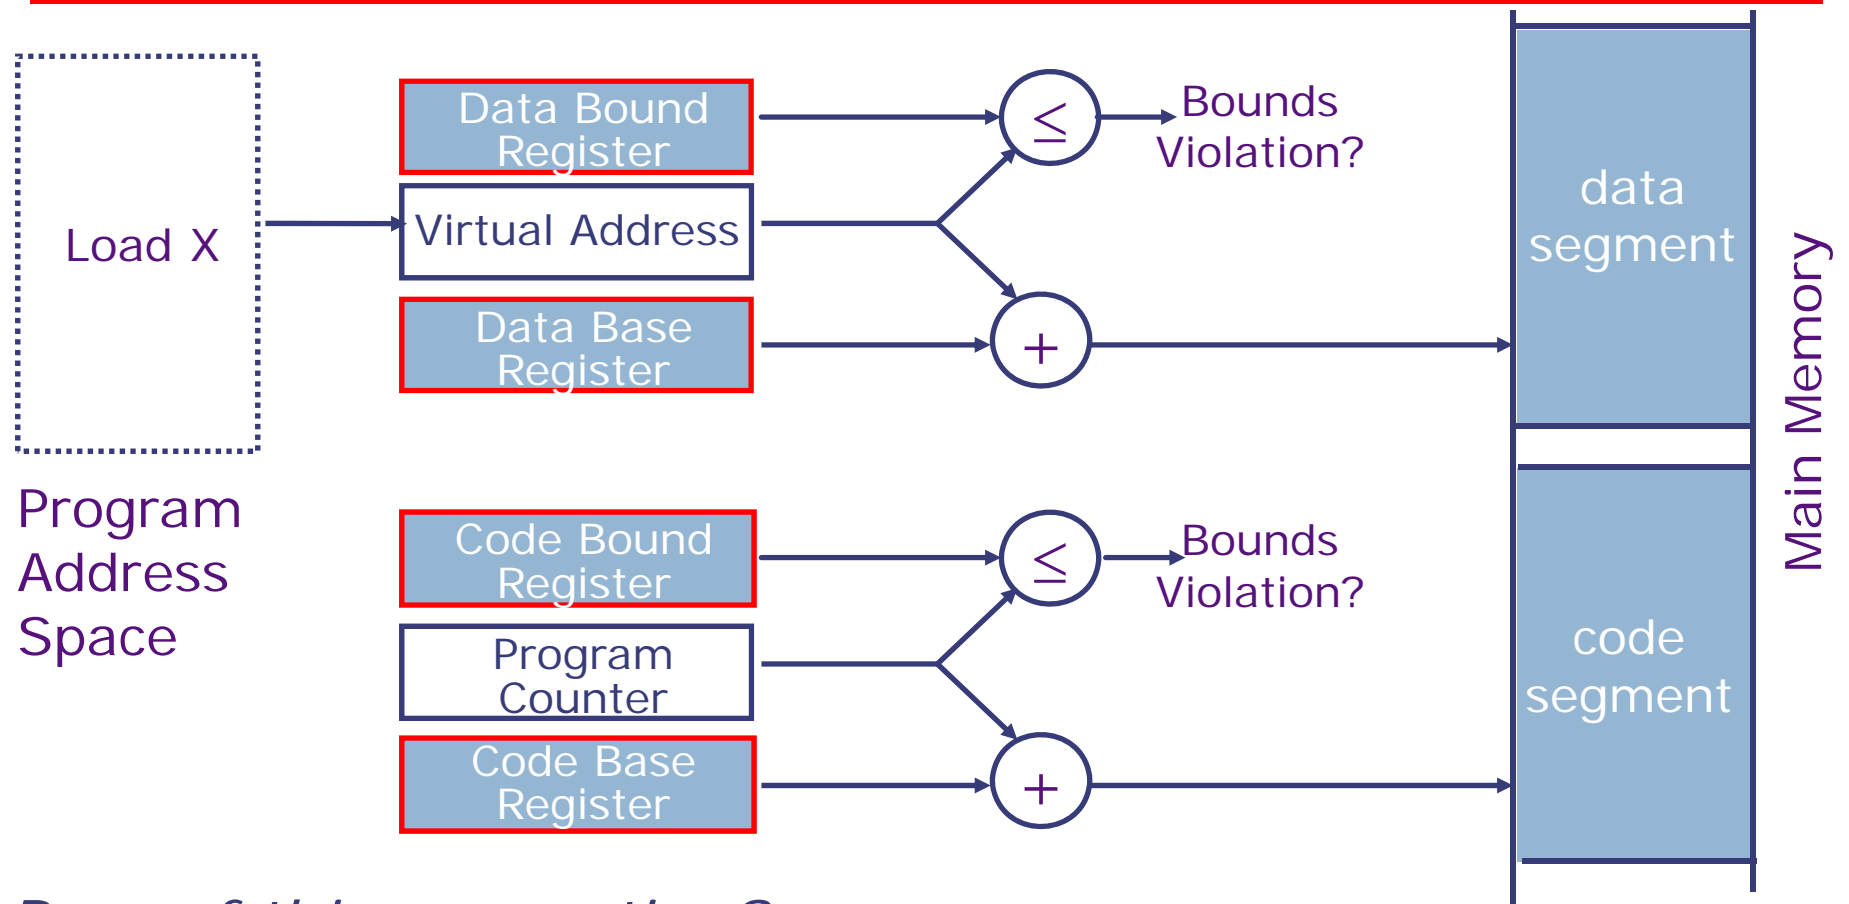 Load X
Program
Address
Space
Data Bound
Register
Virtual Address
Data Base
Register
≤
Bounds
Violation?
+
Code Bound
Register
Program
Counter
Code Base
Register
≤
Bounds
Violation?
+
data
segment
code
segment
Main Memory